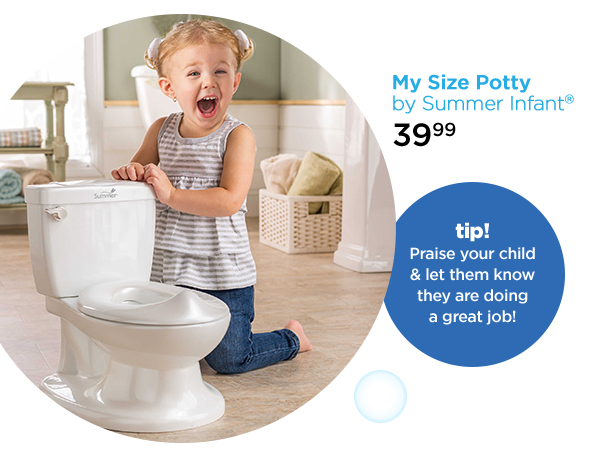 Summer
My Size Potty
by Summer Infant®
39⁹⁹
tip!
Praise your child
& let them know
they are doing
a great job!